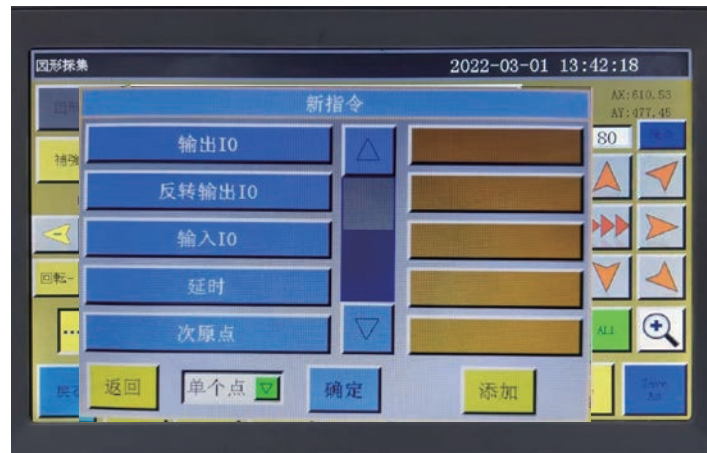 图形採集 2022-03-01 13:42:18
AX:610.53
AY:477.45
新指令
80
输出IO
反转输出IO
输入IO
延时
次原点
回転-
ALL
返回 单个点 确定 添加